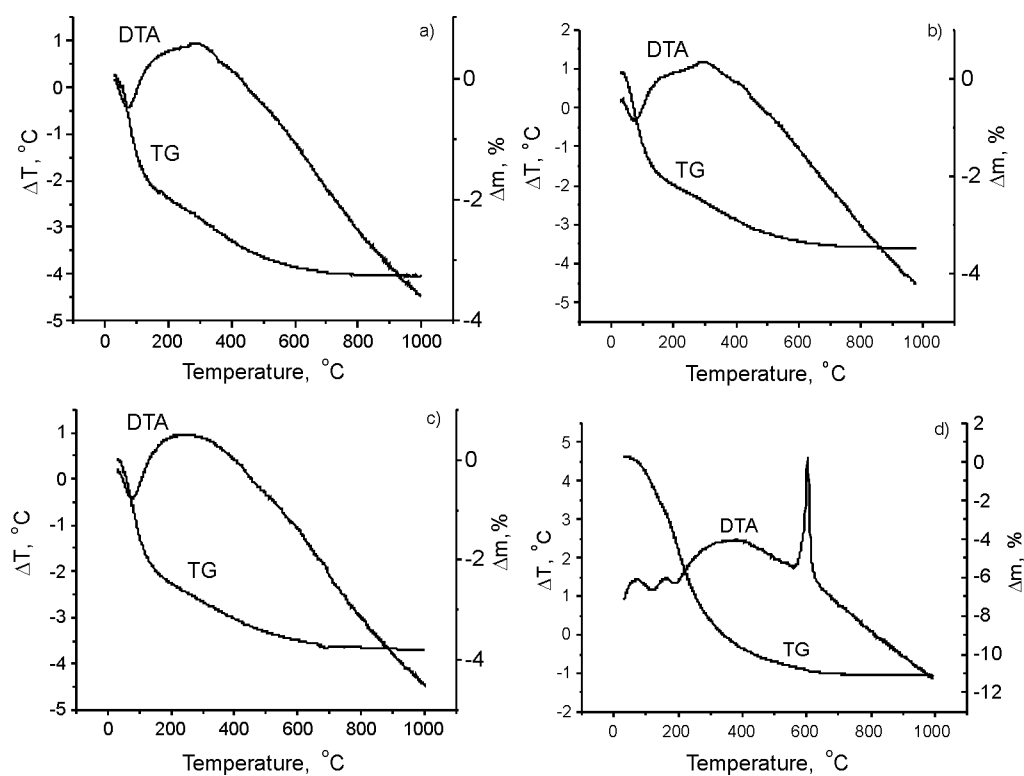 a)
DTA
TG
1
0
-1
-2
-3
-4
-5
0
-2
-4
0 200 400 600 800 1000
ΔT, °C
Δm, %
Temperature, °C
b)
DTA
TG
2
1
0
-1
-2
-3
-4
-5
0
-2
-4
0 200 400 600 800 1000
ΔT, °C
Δm, %
Temperature, °C
c)
DTA
TG
1
0
-1
-2
-3
-4
-5
0
-2
-4
0 200 400 600 800 1000
ΔT, °C
Δm,%
Temperature, °C
d)
DTA
TG
5
4
3
2
1
0
-1
-2
2
0
-2
-4
-6
-8
-10
-12
0 200 400 600 800 1000
ΔT, °C
Δm, %
Temperature, °C